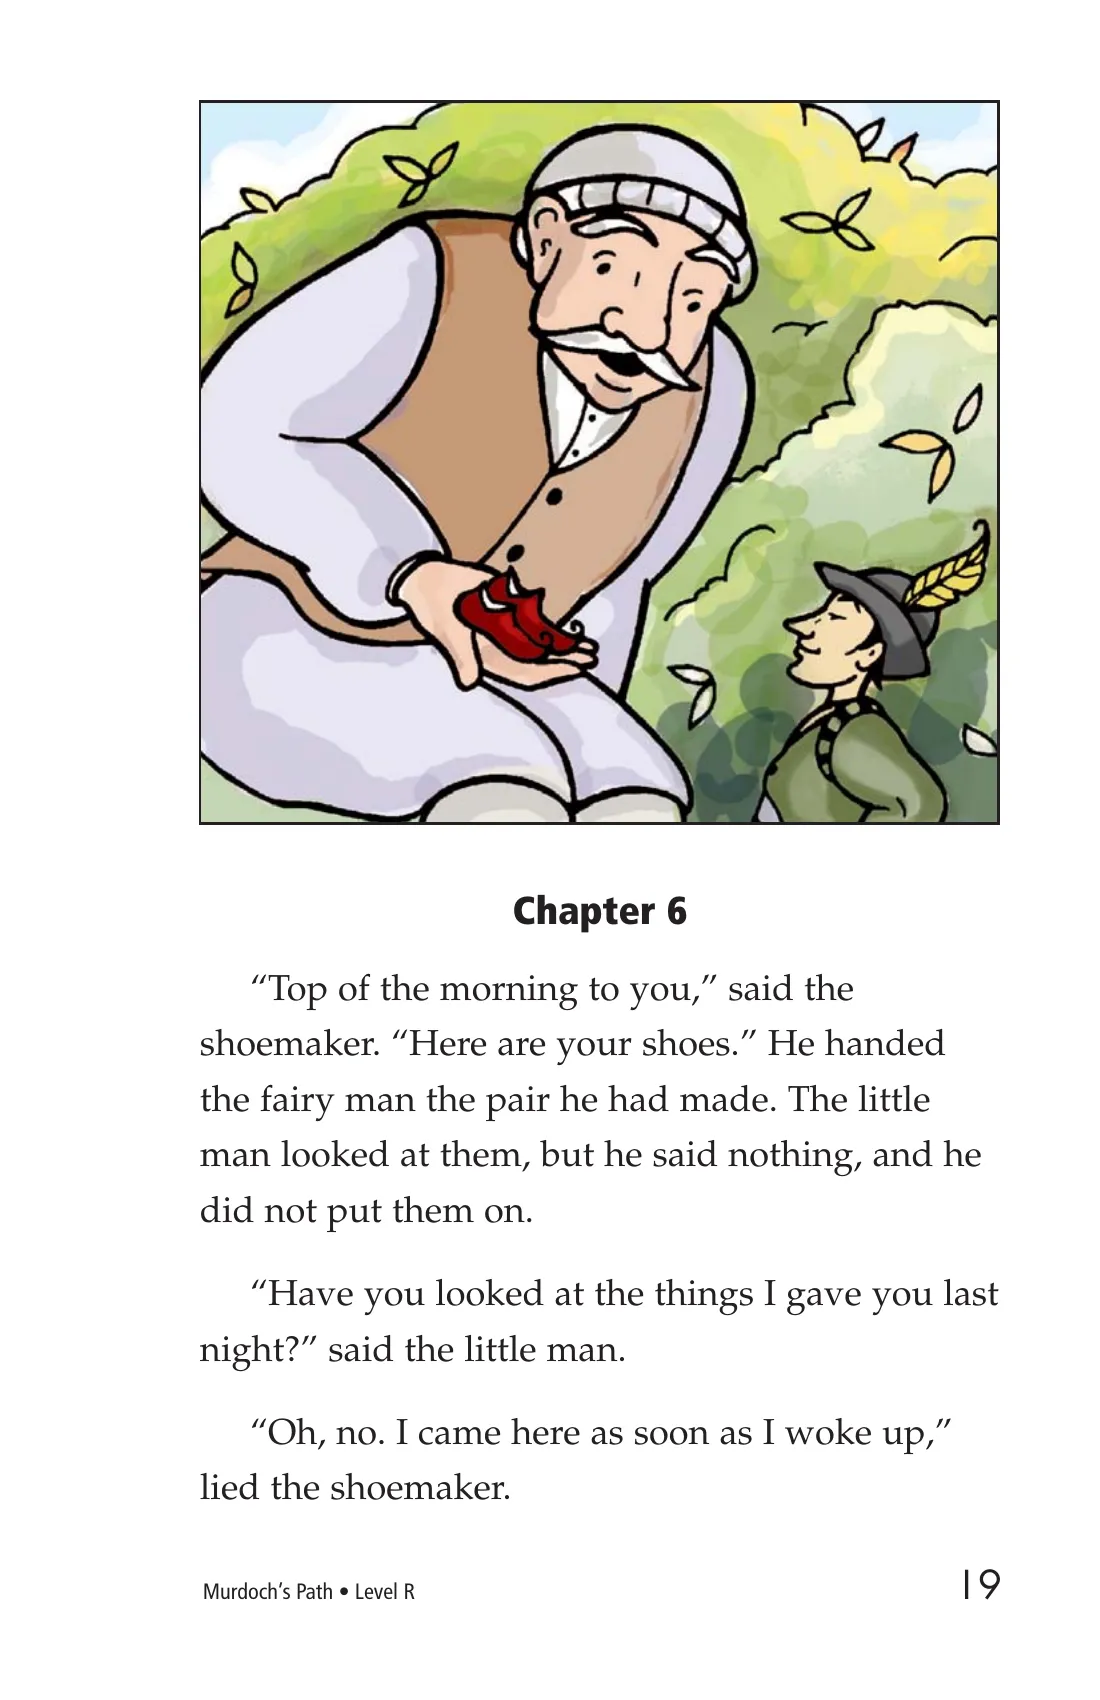 Chapter 6
“Top of the morning to you,” said the
shoemaker. “Here are your shoes.” He handed
the fairy man the pair he had made. The little
man looked at them, but he said nothing, and he
did not put them on.
“Have you looked at the things I gave you last
night?” said the little man.
“Oh, no. I came here as soon as I woke up,”
lied the shoemaker.
Murdoch’s Path • Level R 19